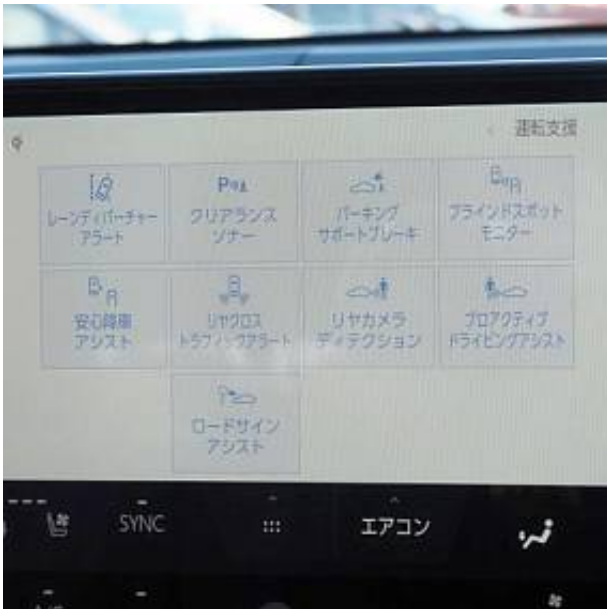 運転支援
レーンディパーチャー
アラート
クリアランス
ソナー
パーキング
サポートブレーキ
ブラインドスポット
モニター
安心降車
アシスト
リヤクロス
トラフィックアラート
リヤカメラ
ディテクション
プロアクティブ
ドライビングアシスト
ロードサイン
アシスト
SYNC
エアコン